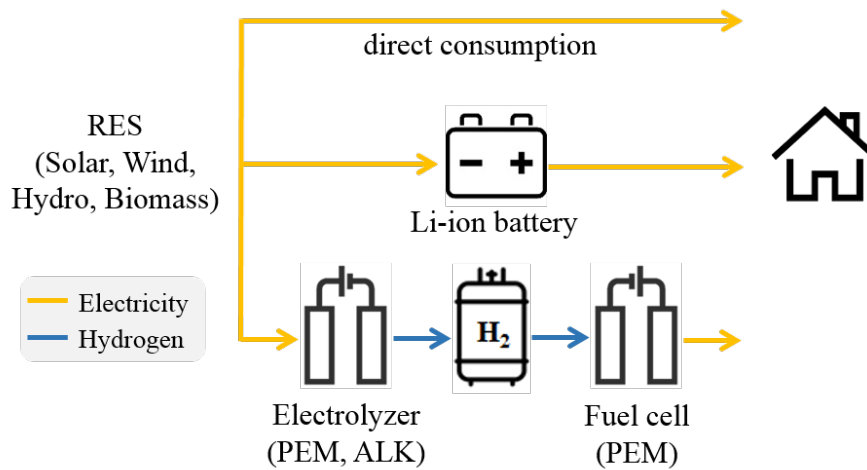 direct consumption
RES
(Solar, Wind,
Hydro, Biomass)
Li-ion battery
Electricity
Hydrogen
H₂
Electrolyzer
(PEM, ALK)
Fuel cell
(PEM)